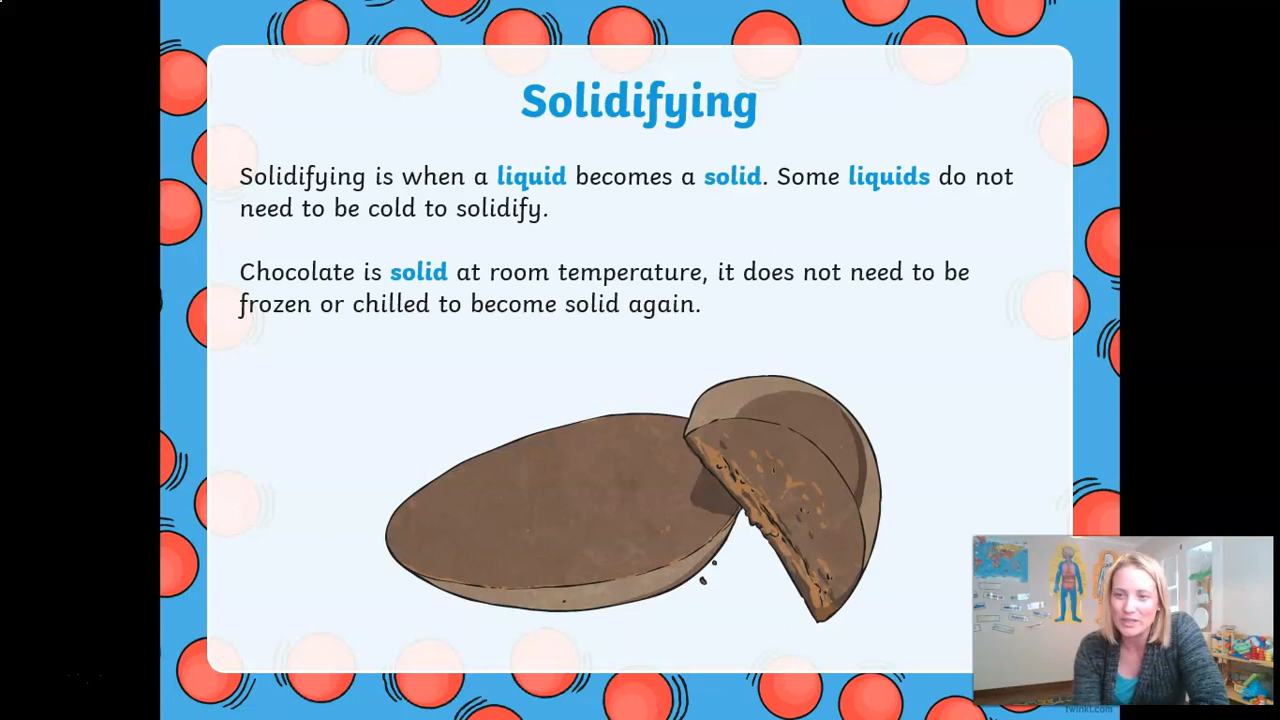 Solidifying
Solidifying is when a liquid becomes a solid. Some liquids do not
need to be cold to solidify.
Chocolate is solid at room temperature, it does not need to be
frozen or chilled to become solid again.
twinkl.com